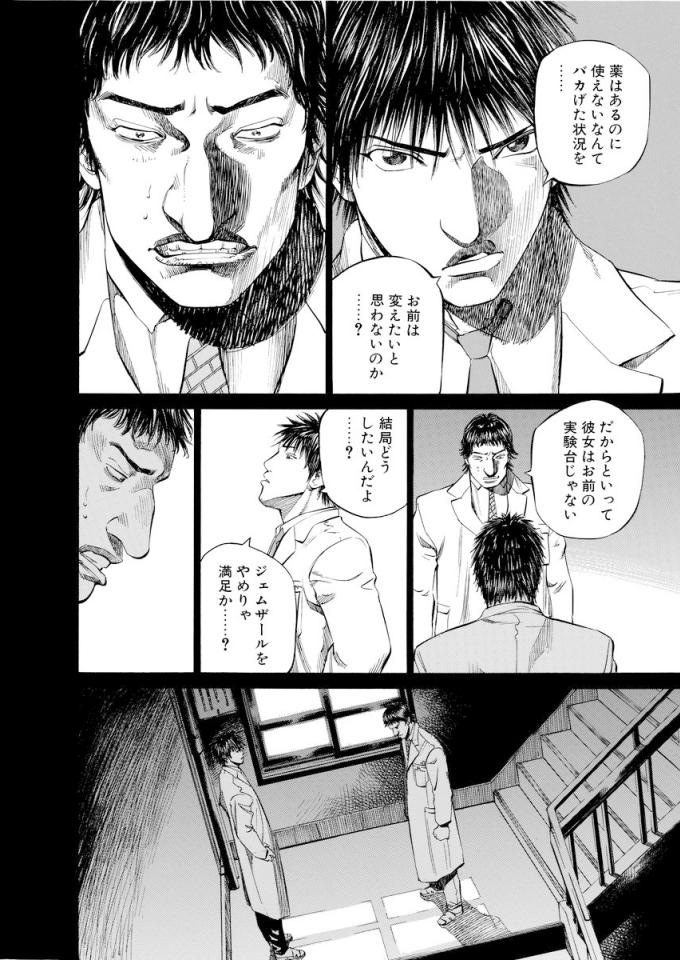 薬はあるのに
使えないなんて
バカげた状況を
……
お前は
変えたいと
思わないのか
……？
だからといって
彼女はお前の
実験台じゃない
結局どう
したいんだよ
……？
ジェムザールを
やめりゃ
満足か……？